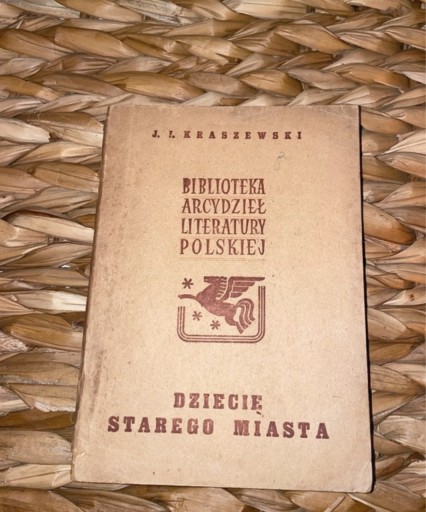 J. I. KRASZEWSKI
BIBLIOTEKA
ARCYDZIEŁ
LITERATURY
POLSKIEJ
DZIECIĘ
STAREGO MIASTA